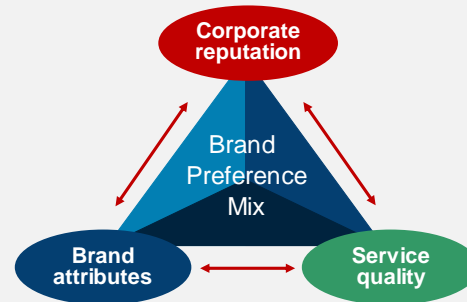 Corporate
reputation
Brand
Preference
Mix
Brand
attributes
Service
quality